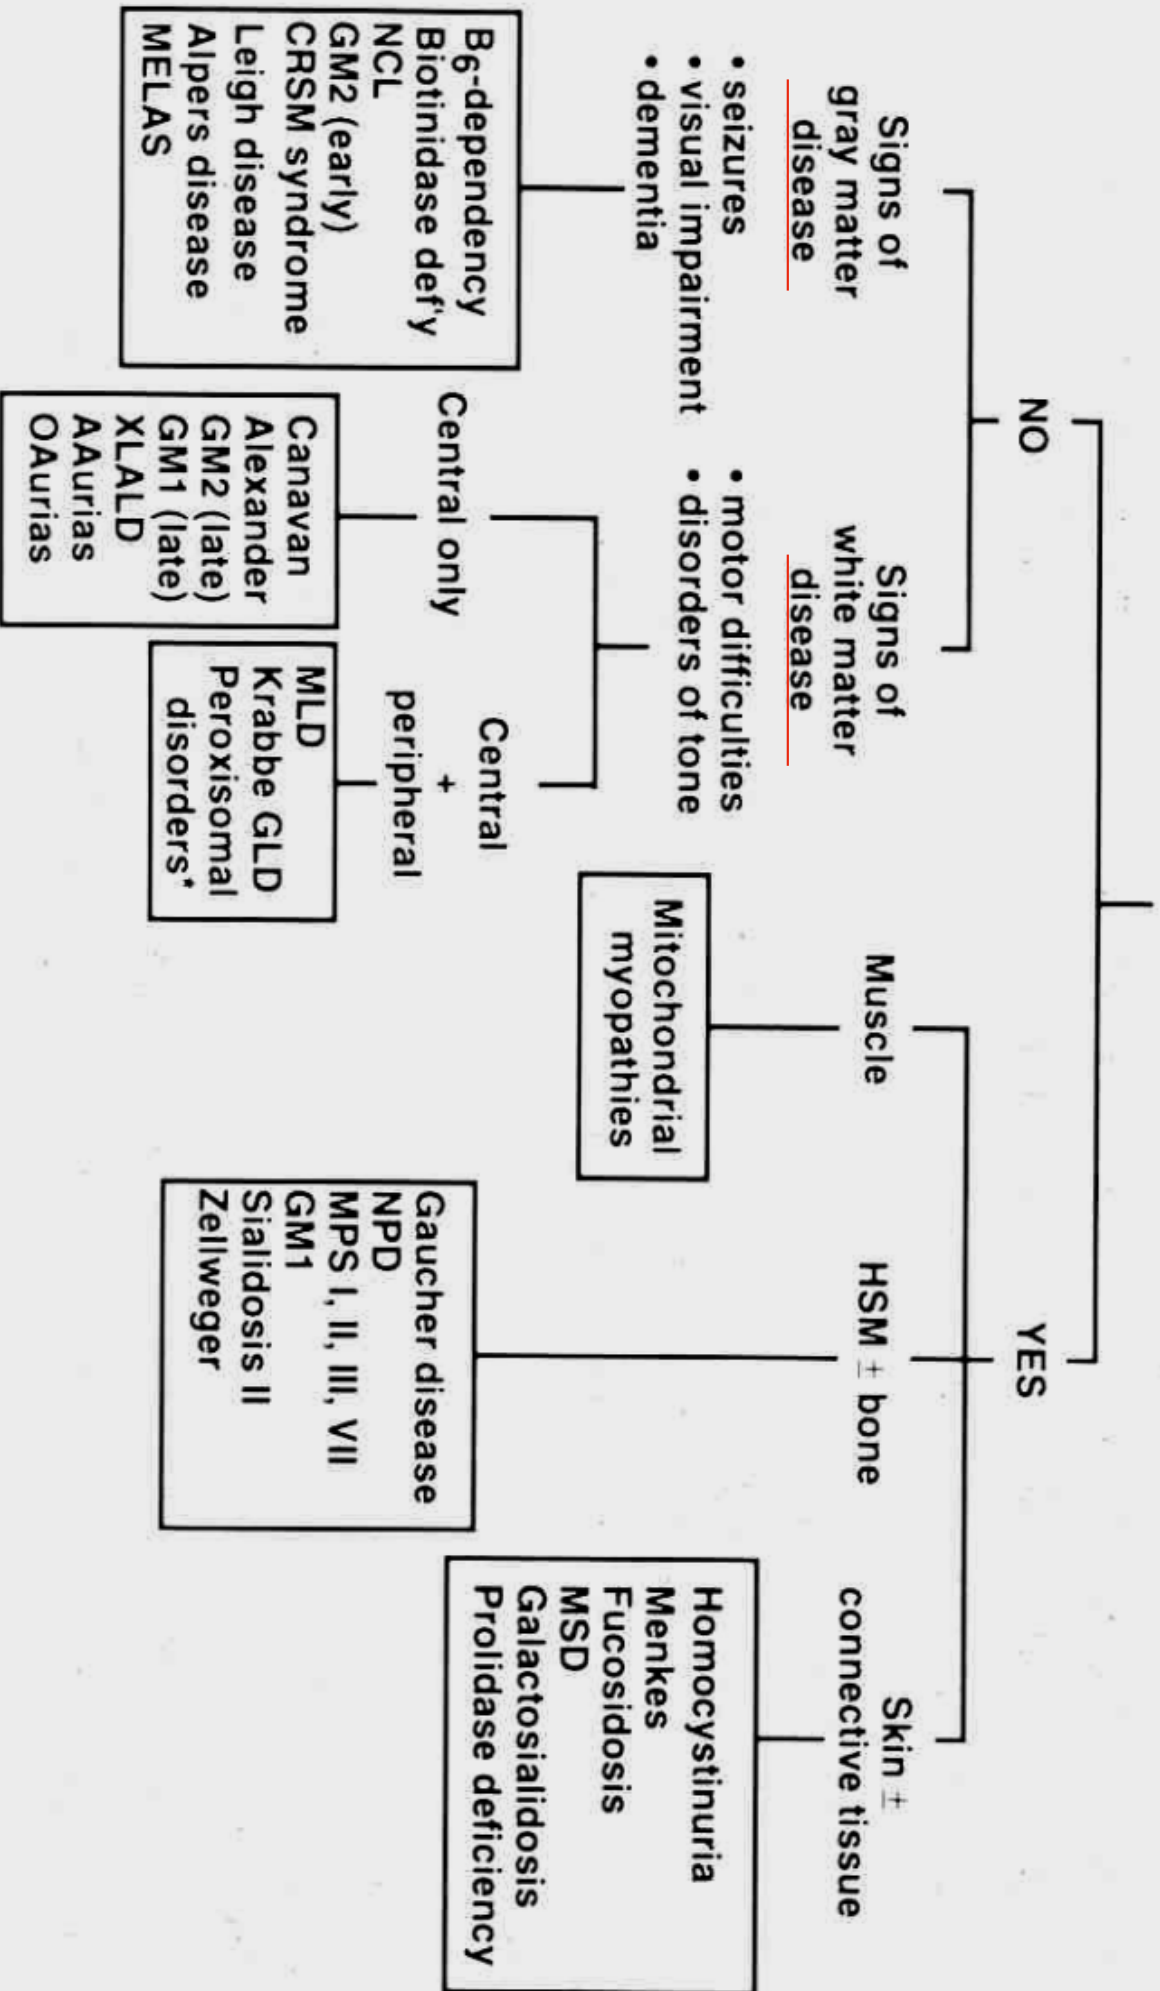 NO
YES
Signs of
gray matter
disease
• seizures
• visual impairment
• dementia
B6-dependency
Biotinidase def'y
NCL
GM2 (early)
CRSM syndrome
Leigh disease
Alpers disease
MELAS
Signs of
white matter
disease
• motor difficulties
• disorders of tone
Central only
Canavan
Alexander
GM2 (late)
GM1 (late)
XLALD
AAurias
OAurias
Central
+
peripheral
MLD
Krabbe GLD
Peroxisomal
disorders*
Muscle
Mitochondrial
myopathies
HSM ± bone
Gaucher disease
NPD
MPS I, II, III, VII
GM1
Sialidosis II
Zellweger
Skin ±
connective tissue
Homocystinuria
Menkes
Fucosidosis
MSD
Galactosialidosis
Prolidase deficiency